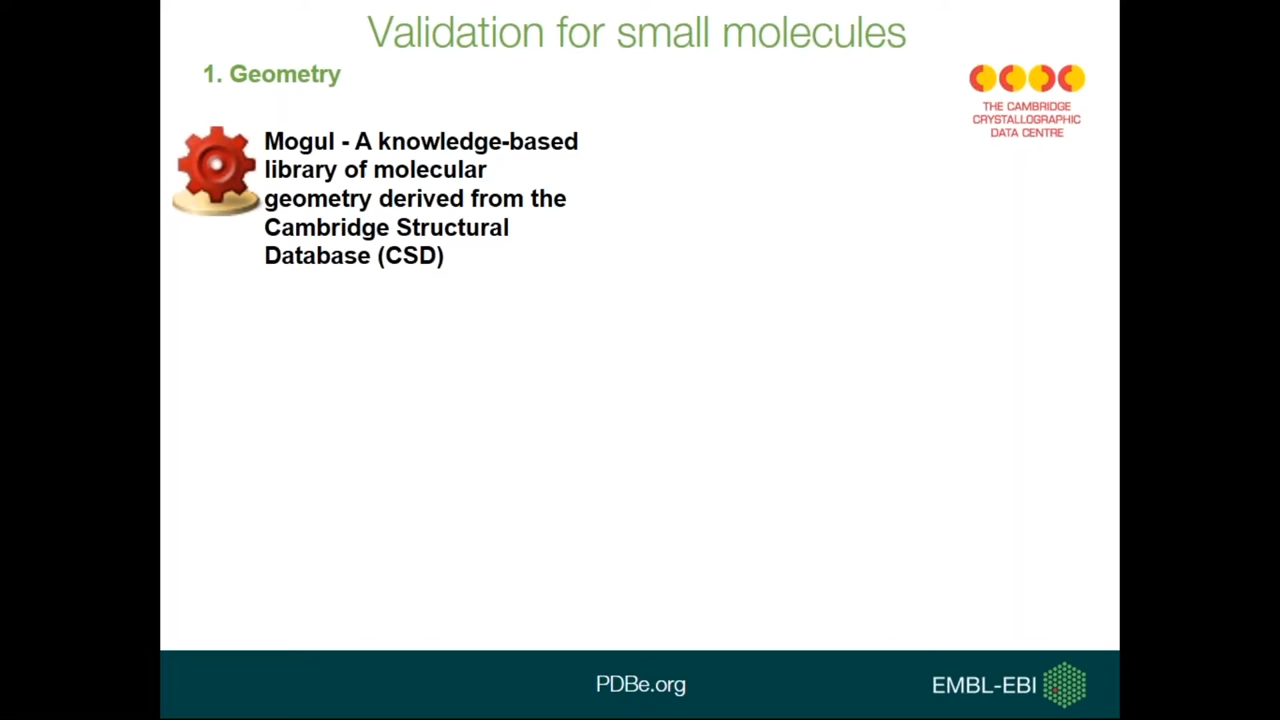 Validation for small molecules
1. Geometry
THE CAMBRIDGE
CRYSTALLOGRAPHIC
DATA CENTRE
Mogul - A knowledge-based
library of molecular
geometry derived from the
Cambridge Structural
Database (CSD)
PDBe.org
EMBL-EBI